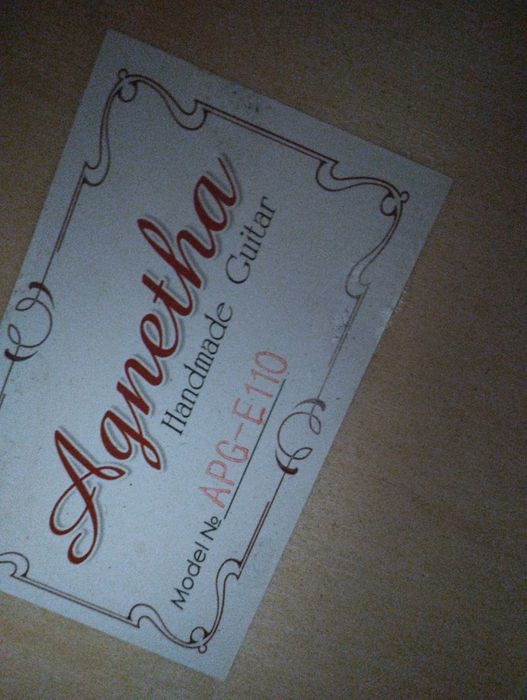 Agnetha
Handmade Guitar
Model № APG-E110